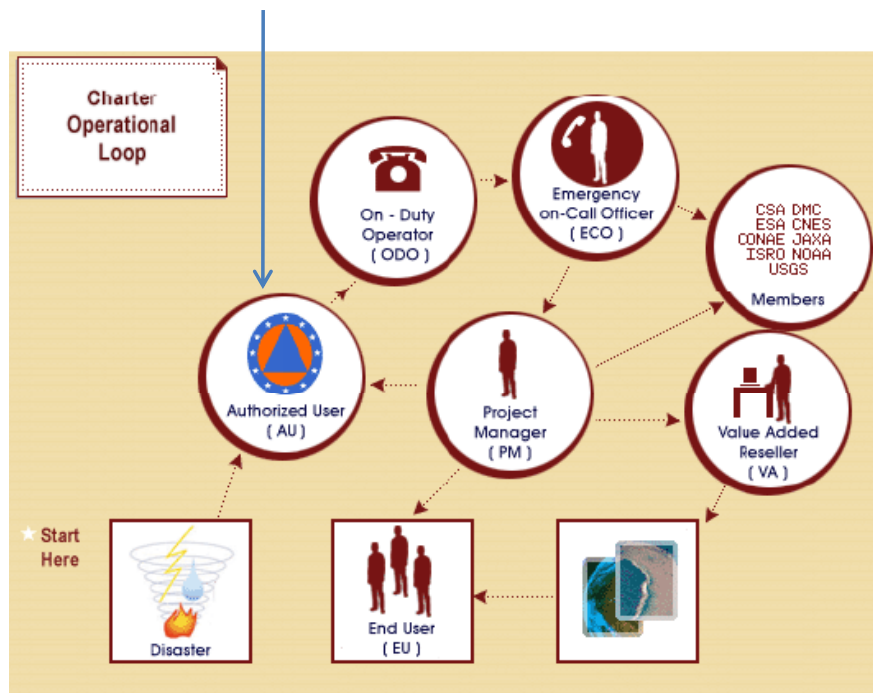 Charter
Operational
Loop
On - Duty
Operator
( ODO )
Emergency
on-Call Officer
( ECO )
CSA DMC
ESA CNES
CONAE JAXA
ISRO NOAA
USGS
Members
Authorized User
( AU )
Project
Manager
( PM )
Value Added
Reseller
( VA )
Start
Here
Disaster
End User
( EU )